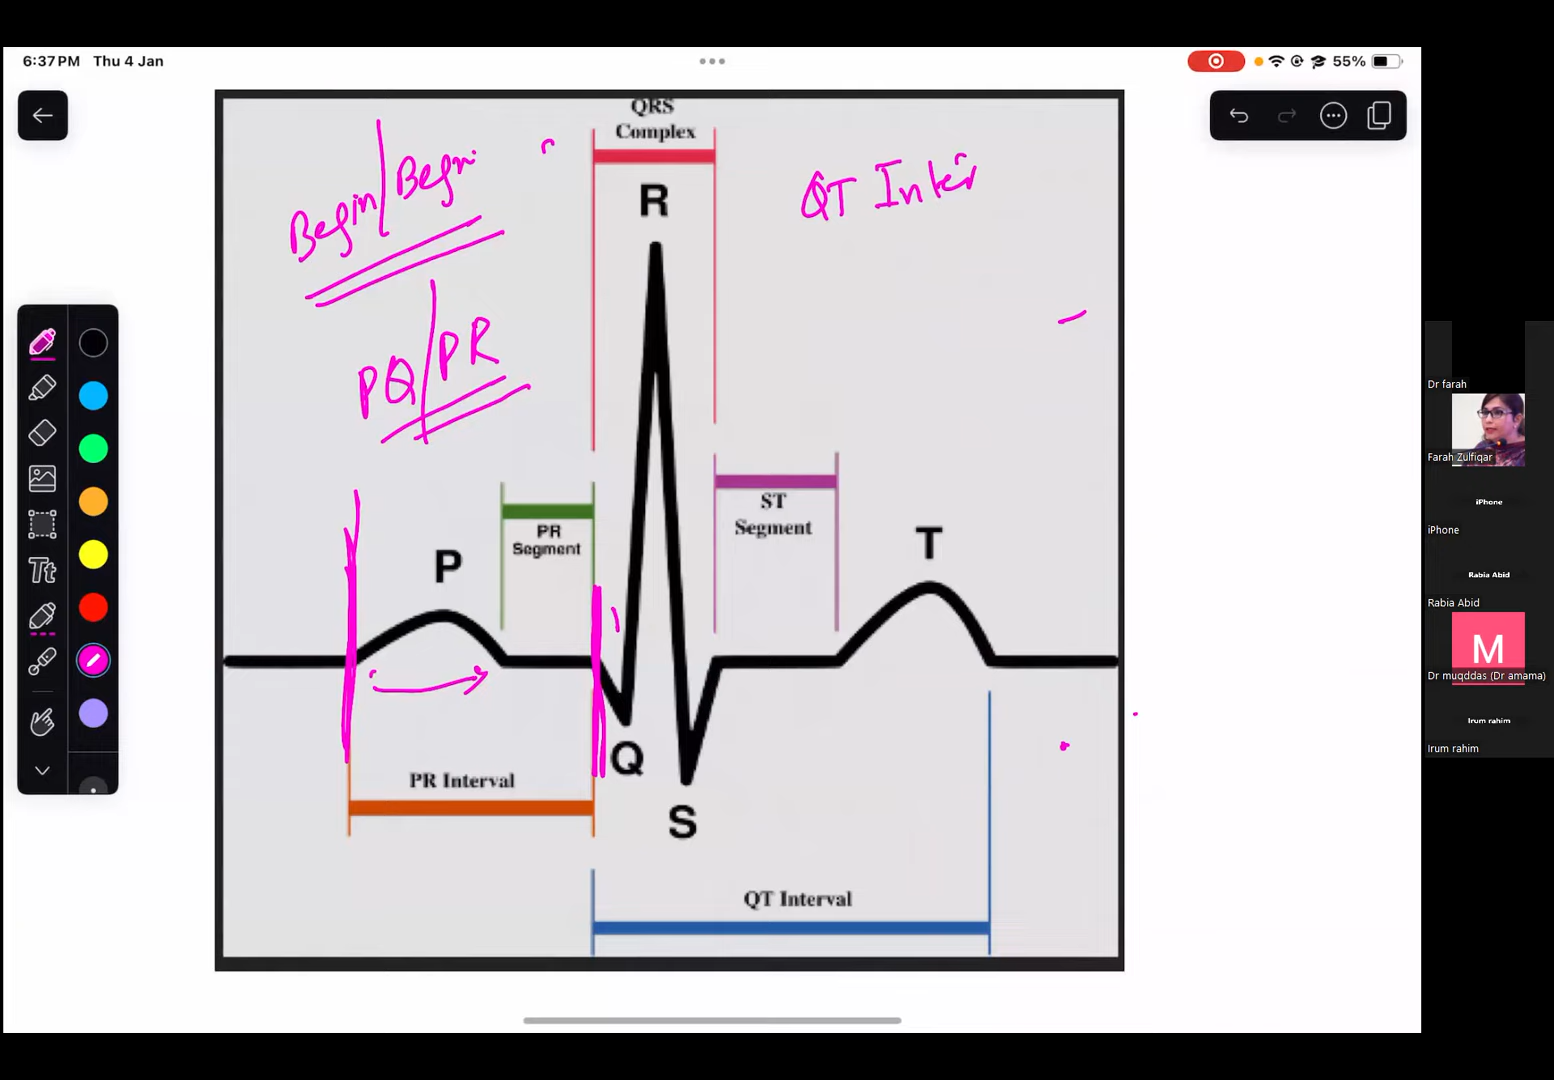 6:37 PM Thu 4 Jan
55%
QRS
Complex
R
Begin/Begin
QT Inter
PQ/PR
PR
Segment
ST
Segment
P
T
Q
S
PR Interval
QT Interval
Tt
Dr farah
Farah Zulfiqar
iPhone
iPhone
Rabia Abid
Rabia Abid
M
Dr muqddas (Dr amama)
Irum rahim
Irum rahim